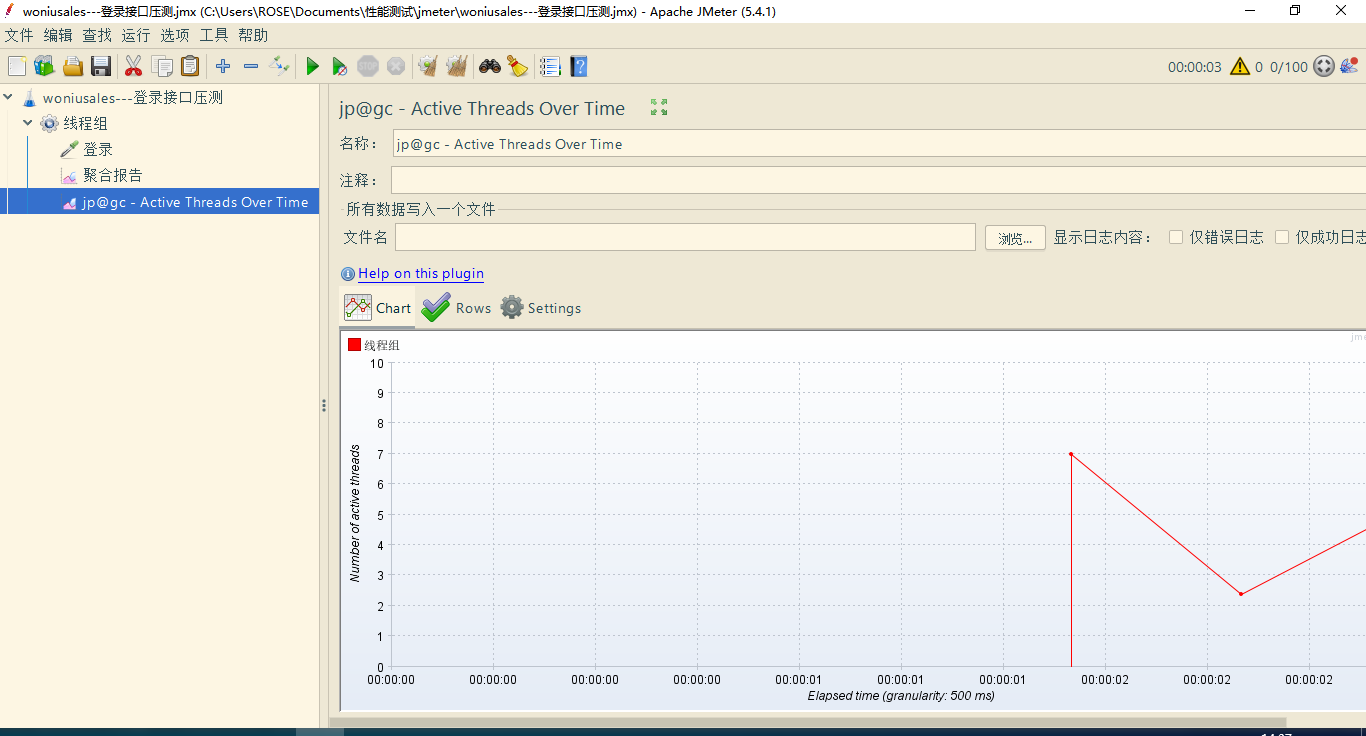 woniusales---登录接口压测.jmx (C:\Users\ROSE\Documents\性能测试\jmeter\woniusales---登录接口压测.jmx) - Apache JMeter (5.4.1)
文件 编辑 查找 运行 选项 工具 帮助
STOP
00:00:03 0 0/100
woniusales---登录接口压测
线程组
登录
聚合报告
jp@gc - Active Threads Over Time
jp@gc - Active Threads Over Time
名称： jp@gc - Active Threads Over Time
注释：
所有数据写入一个文件
文件名 浏览... 显示日志内容： 仅错误日志 仅成功日志
Help on this plugin
Chart Rows Settings
线程组
jme
10
9
8
7
6
5
4
3
2
1
0
Number of active threads
00:00:00 00:00:00 00:00:00 00:00:00 00:00:01 00:00:01 00:00:01 00:00:02 00:00:02 00:00:02
Elapsed time (granularity: 500 ms)